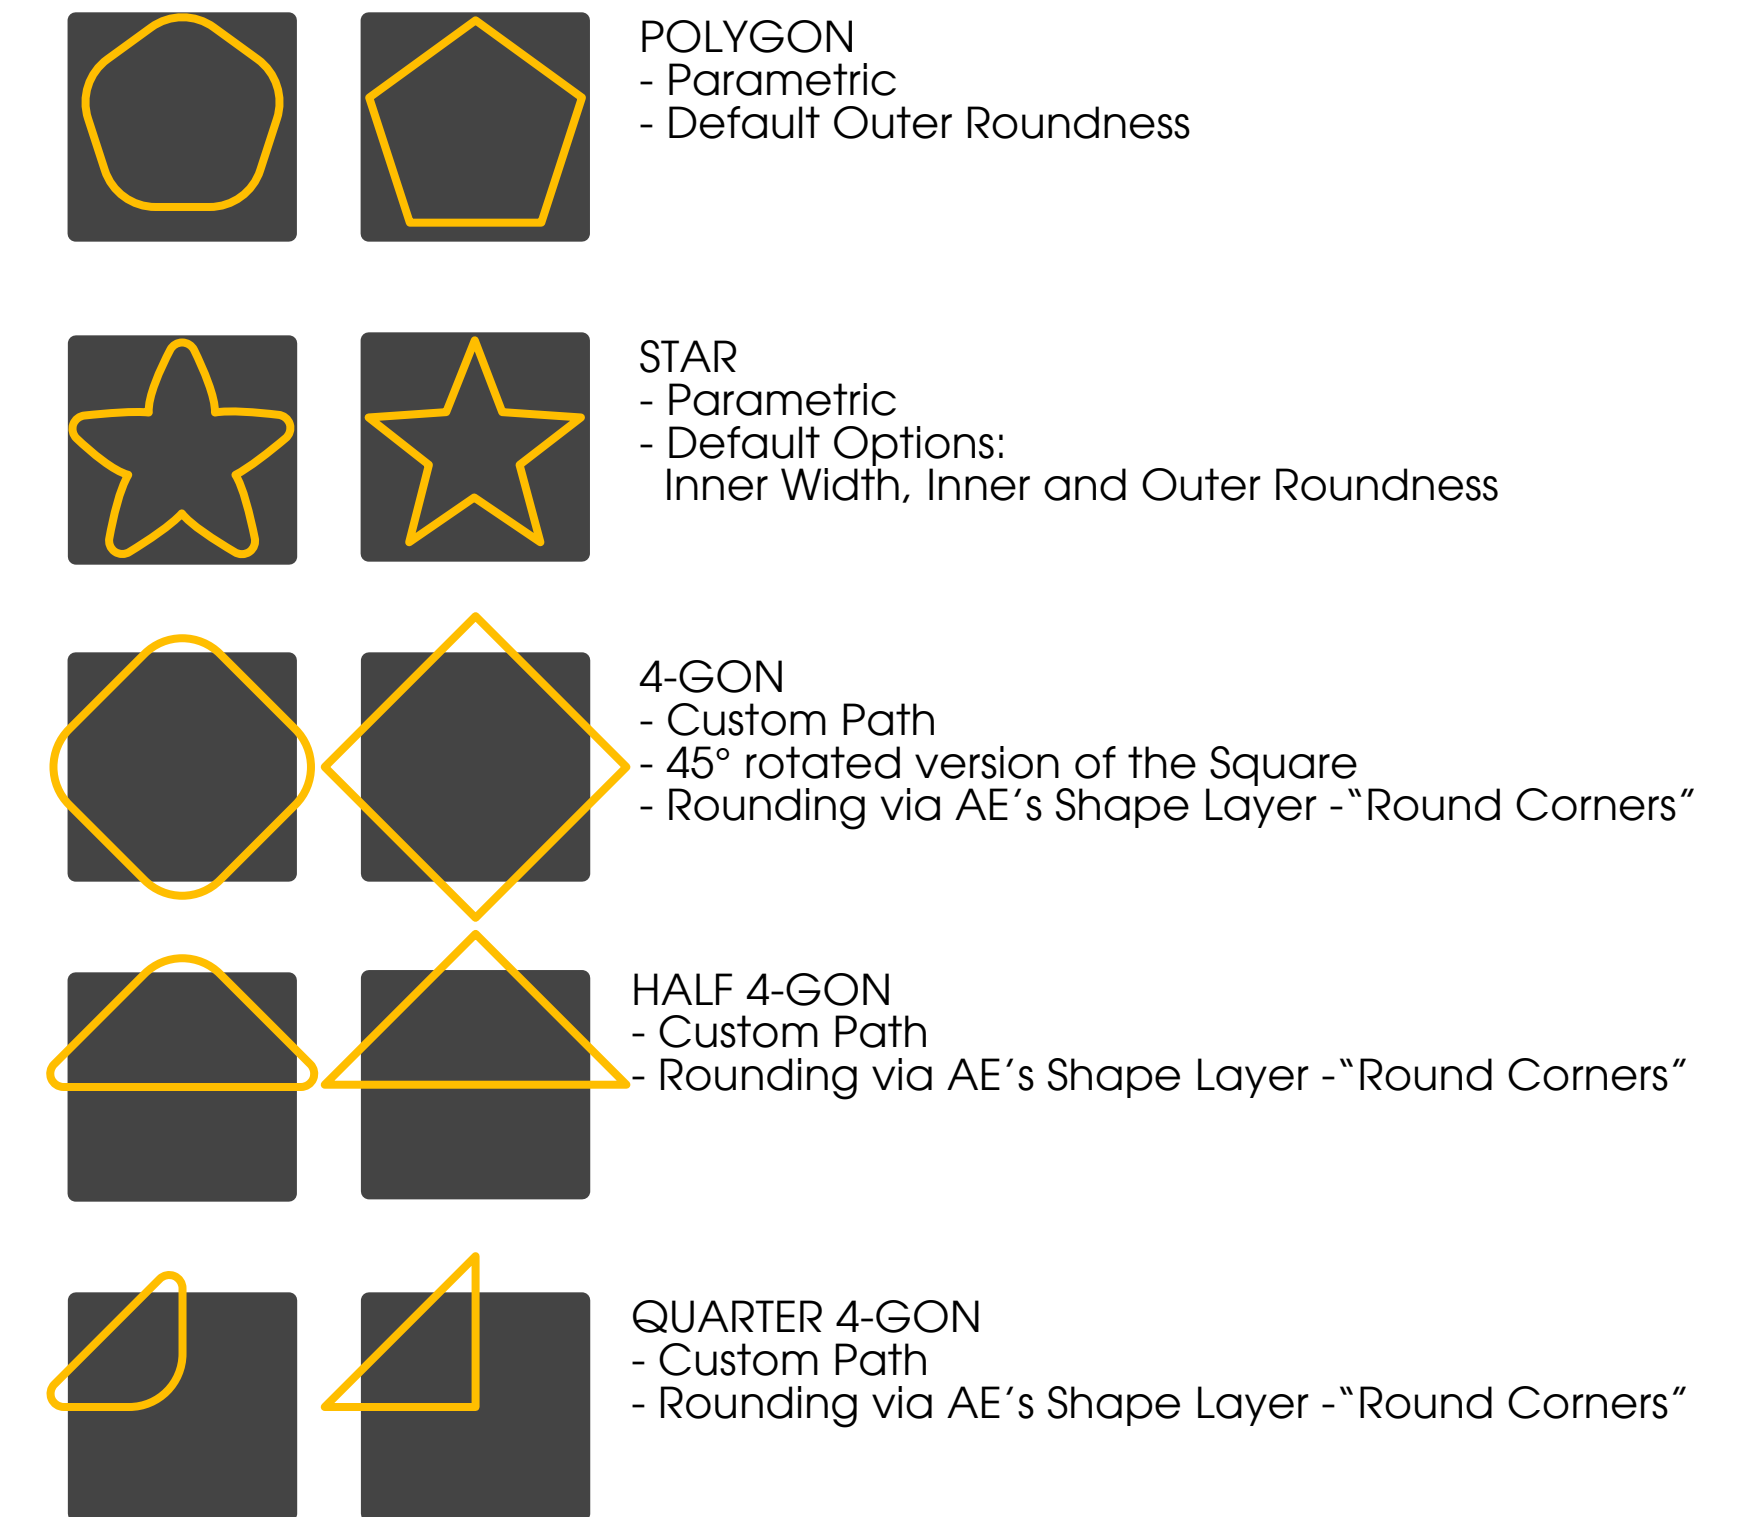 POLYGON
- Parametric
- Default Outer Roundness
STAR
- Parametric
- Default Options:
Inner Width, Inner and Outer Roundness
4-GON
- Custom Path
- 45° rotated version of the Square
- Rounding via AE’s Shape Layer -“Round Corners”
HALF 4-GON
- Custom Path
- Rounding via AE’s Shape Layer -“Round Corners”
QUARTER 4-GON
- Custom Path
- Rounding via AE’s Shape Layer -“Round Corners”